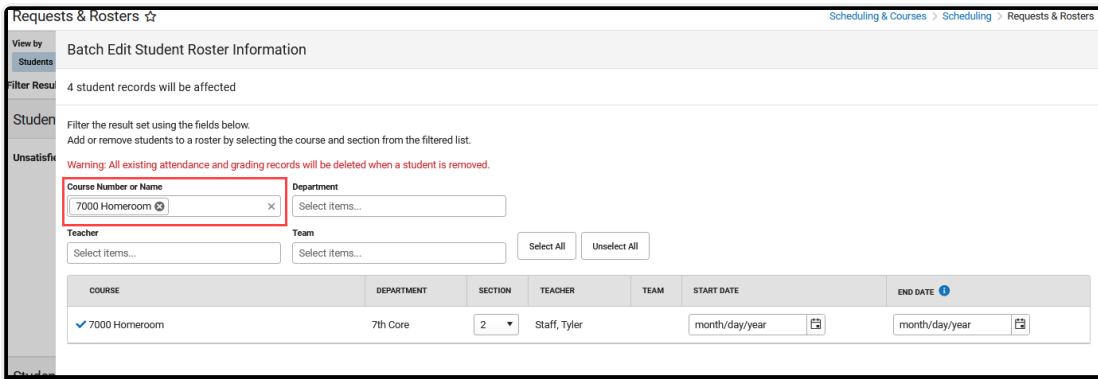 Requests & Rosters
Scheduling & Courses > Scheduling > Requests & Rosters
View by
Students
Batch Edit Student Roster Information
Filter Resu
4 student records will be affected
Studen
Filter the result set using the fields below.
Add or remove students to a roster by selecting the course and section from the filtered list.
Unsatisfie
Warning: All existing attendance and grading records will be deleted when a student is removed.
Course Number or Name Department
7000 Homeroom Select items...
Teacher Team
Select items... Select items... Select All Unselect All
COURSE DEPARTMENT SECTION TEACHER TEAM START DATE END DATE
7000 Homeroom 7th Core 2 Staff, Tyler month/day/year month/day/year